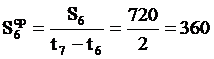 S₆ᶜᵖ = S₆ / (t₇ − t₆) = 720 / 2 = 360